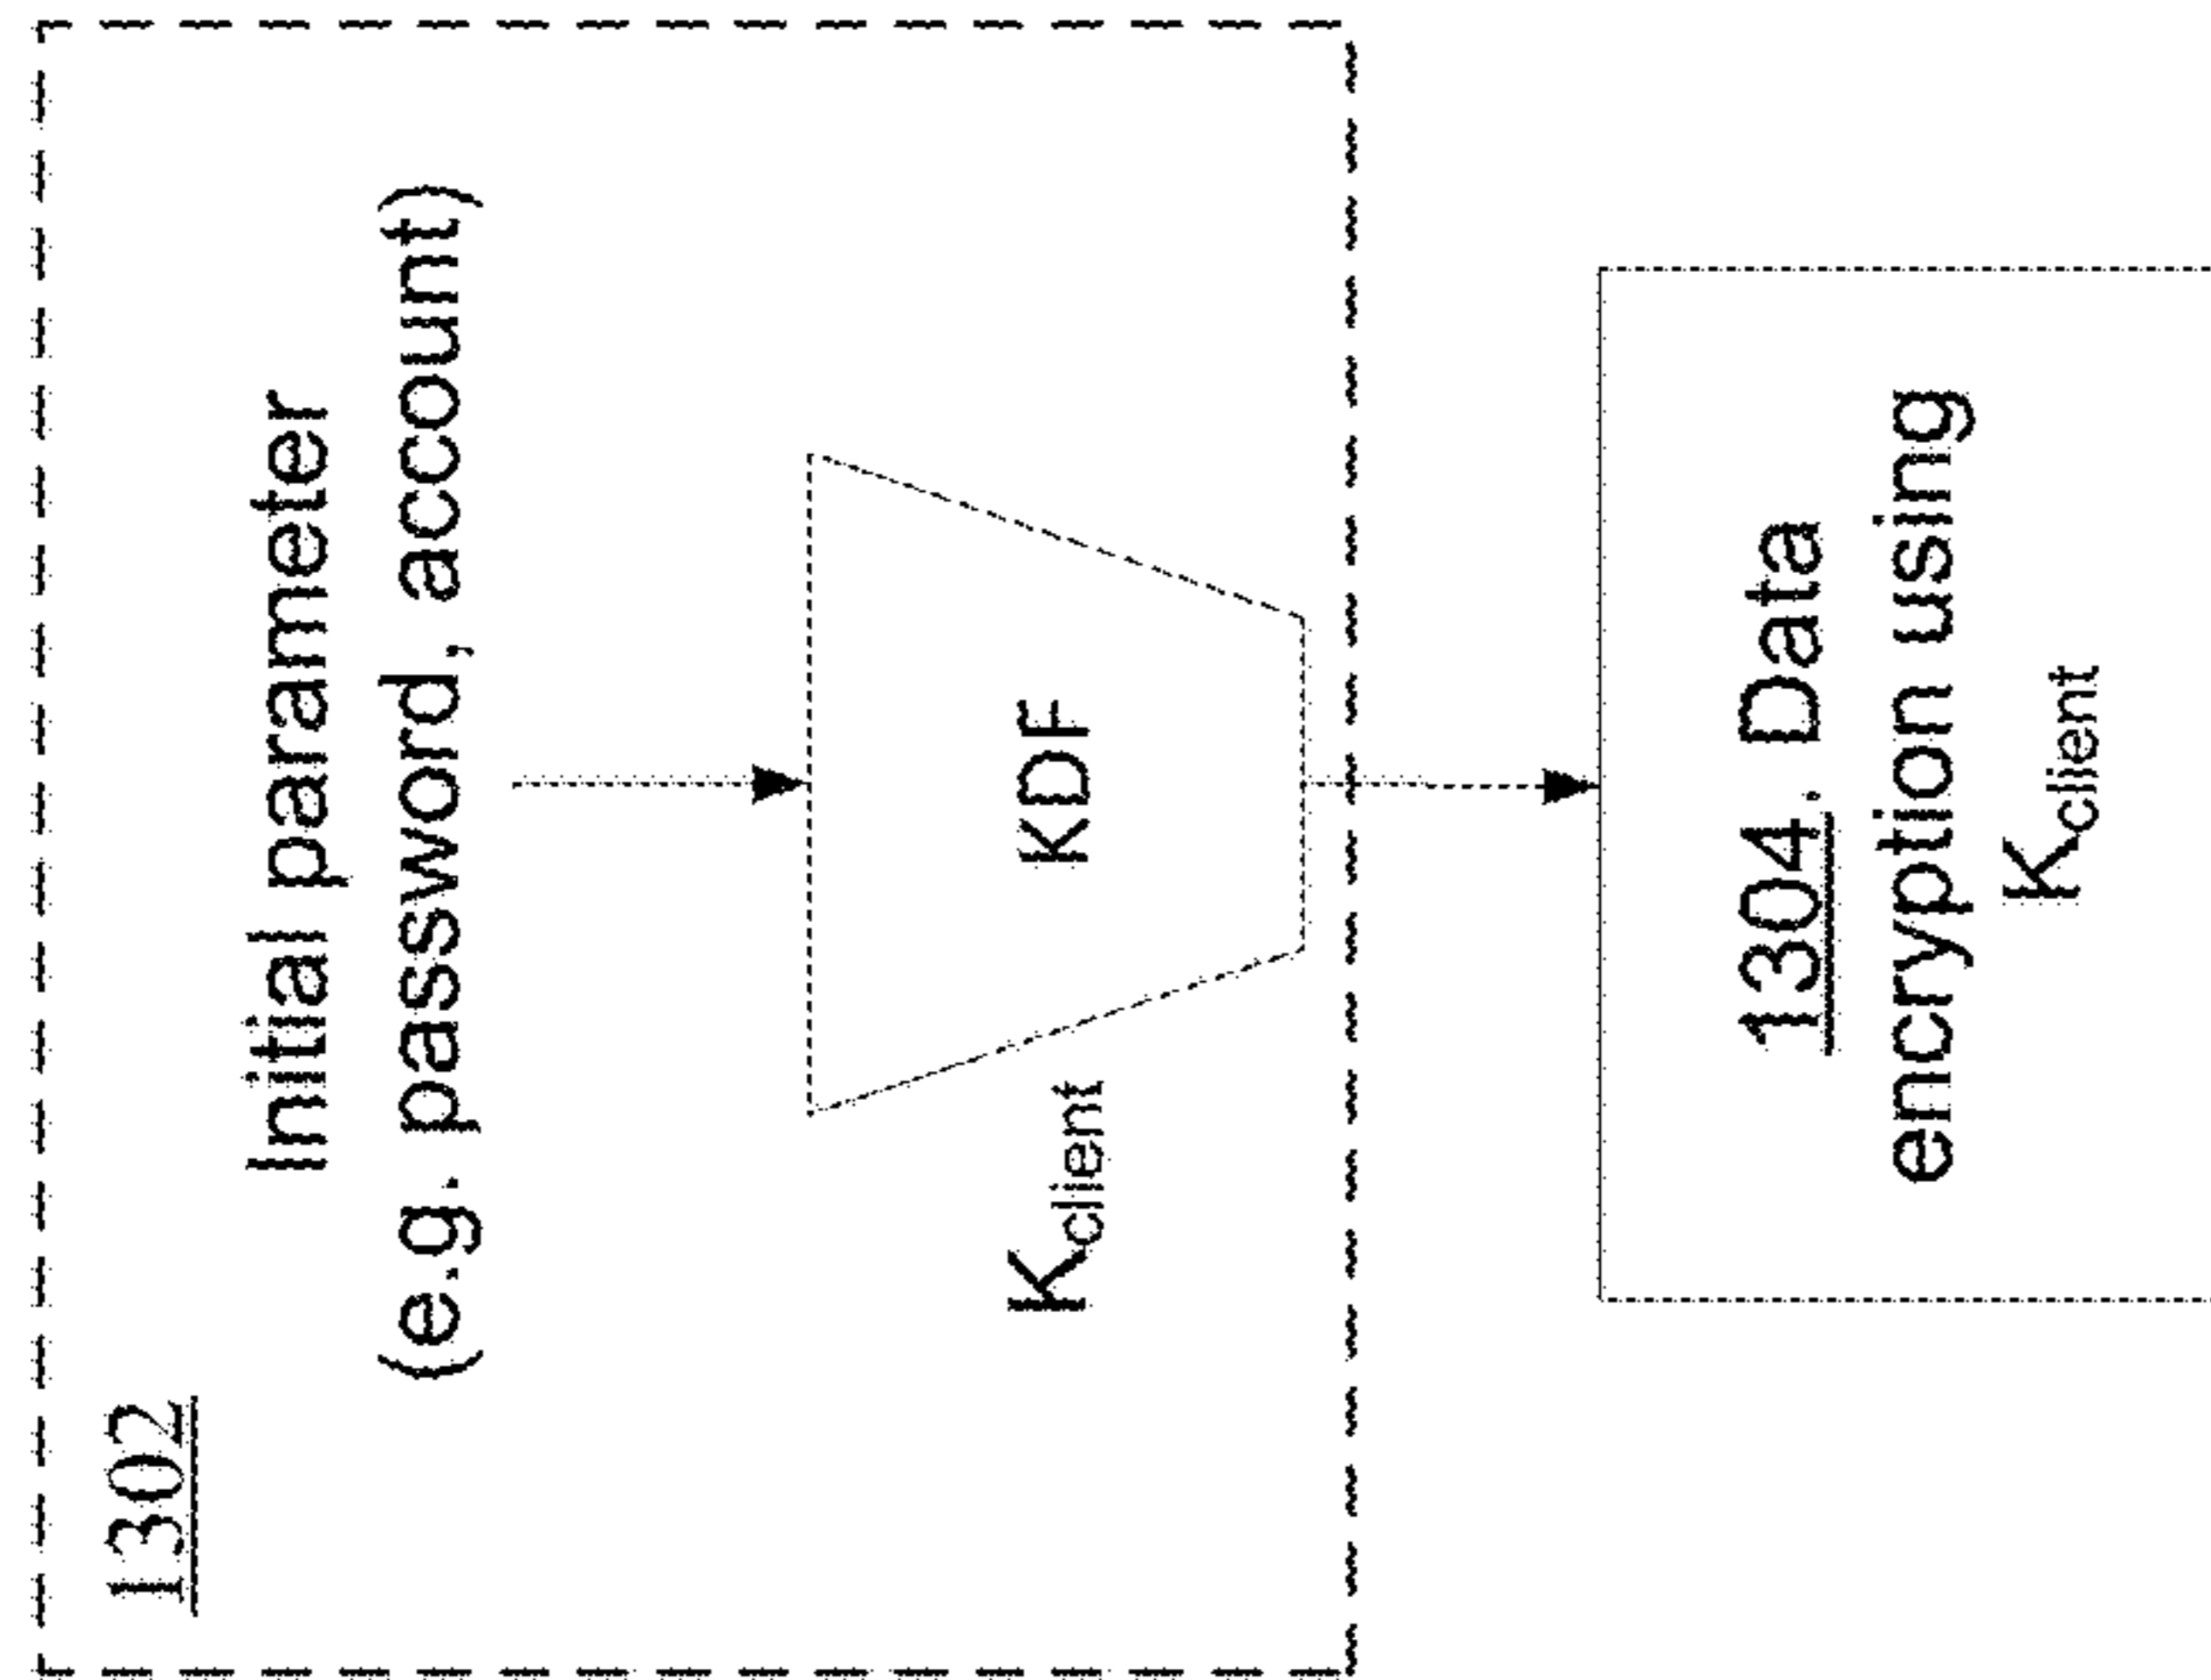 1302
Initial parameter
(e.g. password, account)
Kclient
KDF
1304. Data
encryption using
Kclient